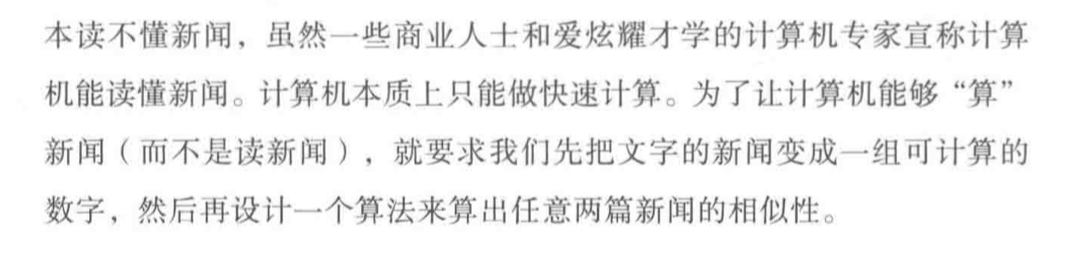 本读不懂新闻，虽然一些商业人士和爱炫耀才学的计算机专家宣称计算
机能读懂新闻。计算机本质上只能做快速计算。为了让计算机能够“算”
新闻（而不是读新闻），就要求我们先把文字的新闻变成一组可计算的
数字，然后再设计一个算法来算出任意两篇新闻的相似性。